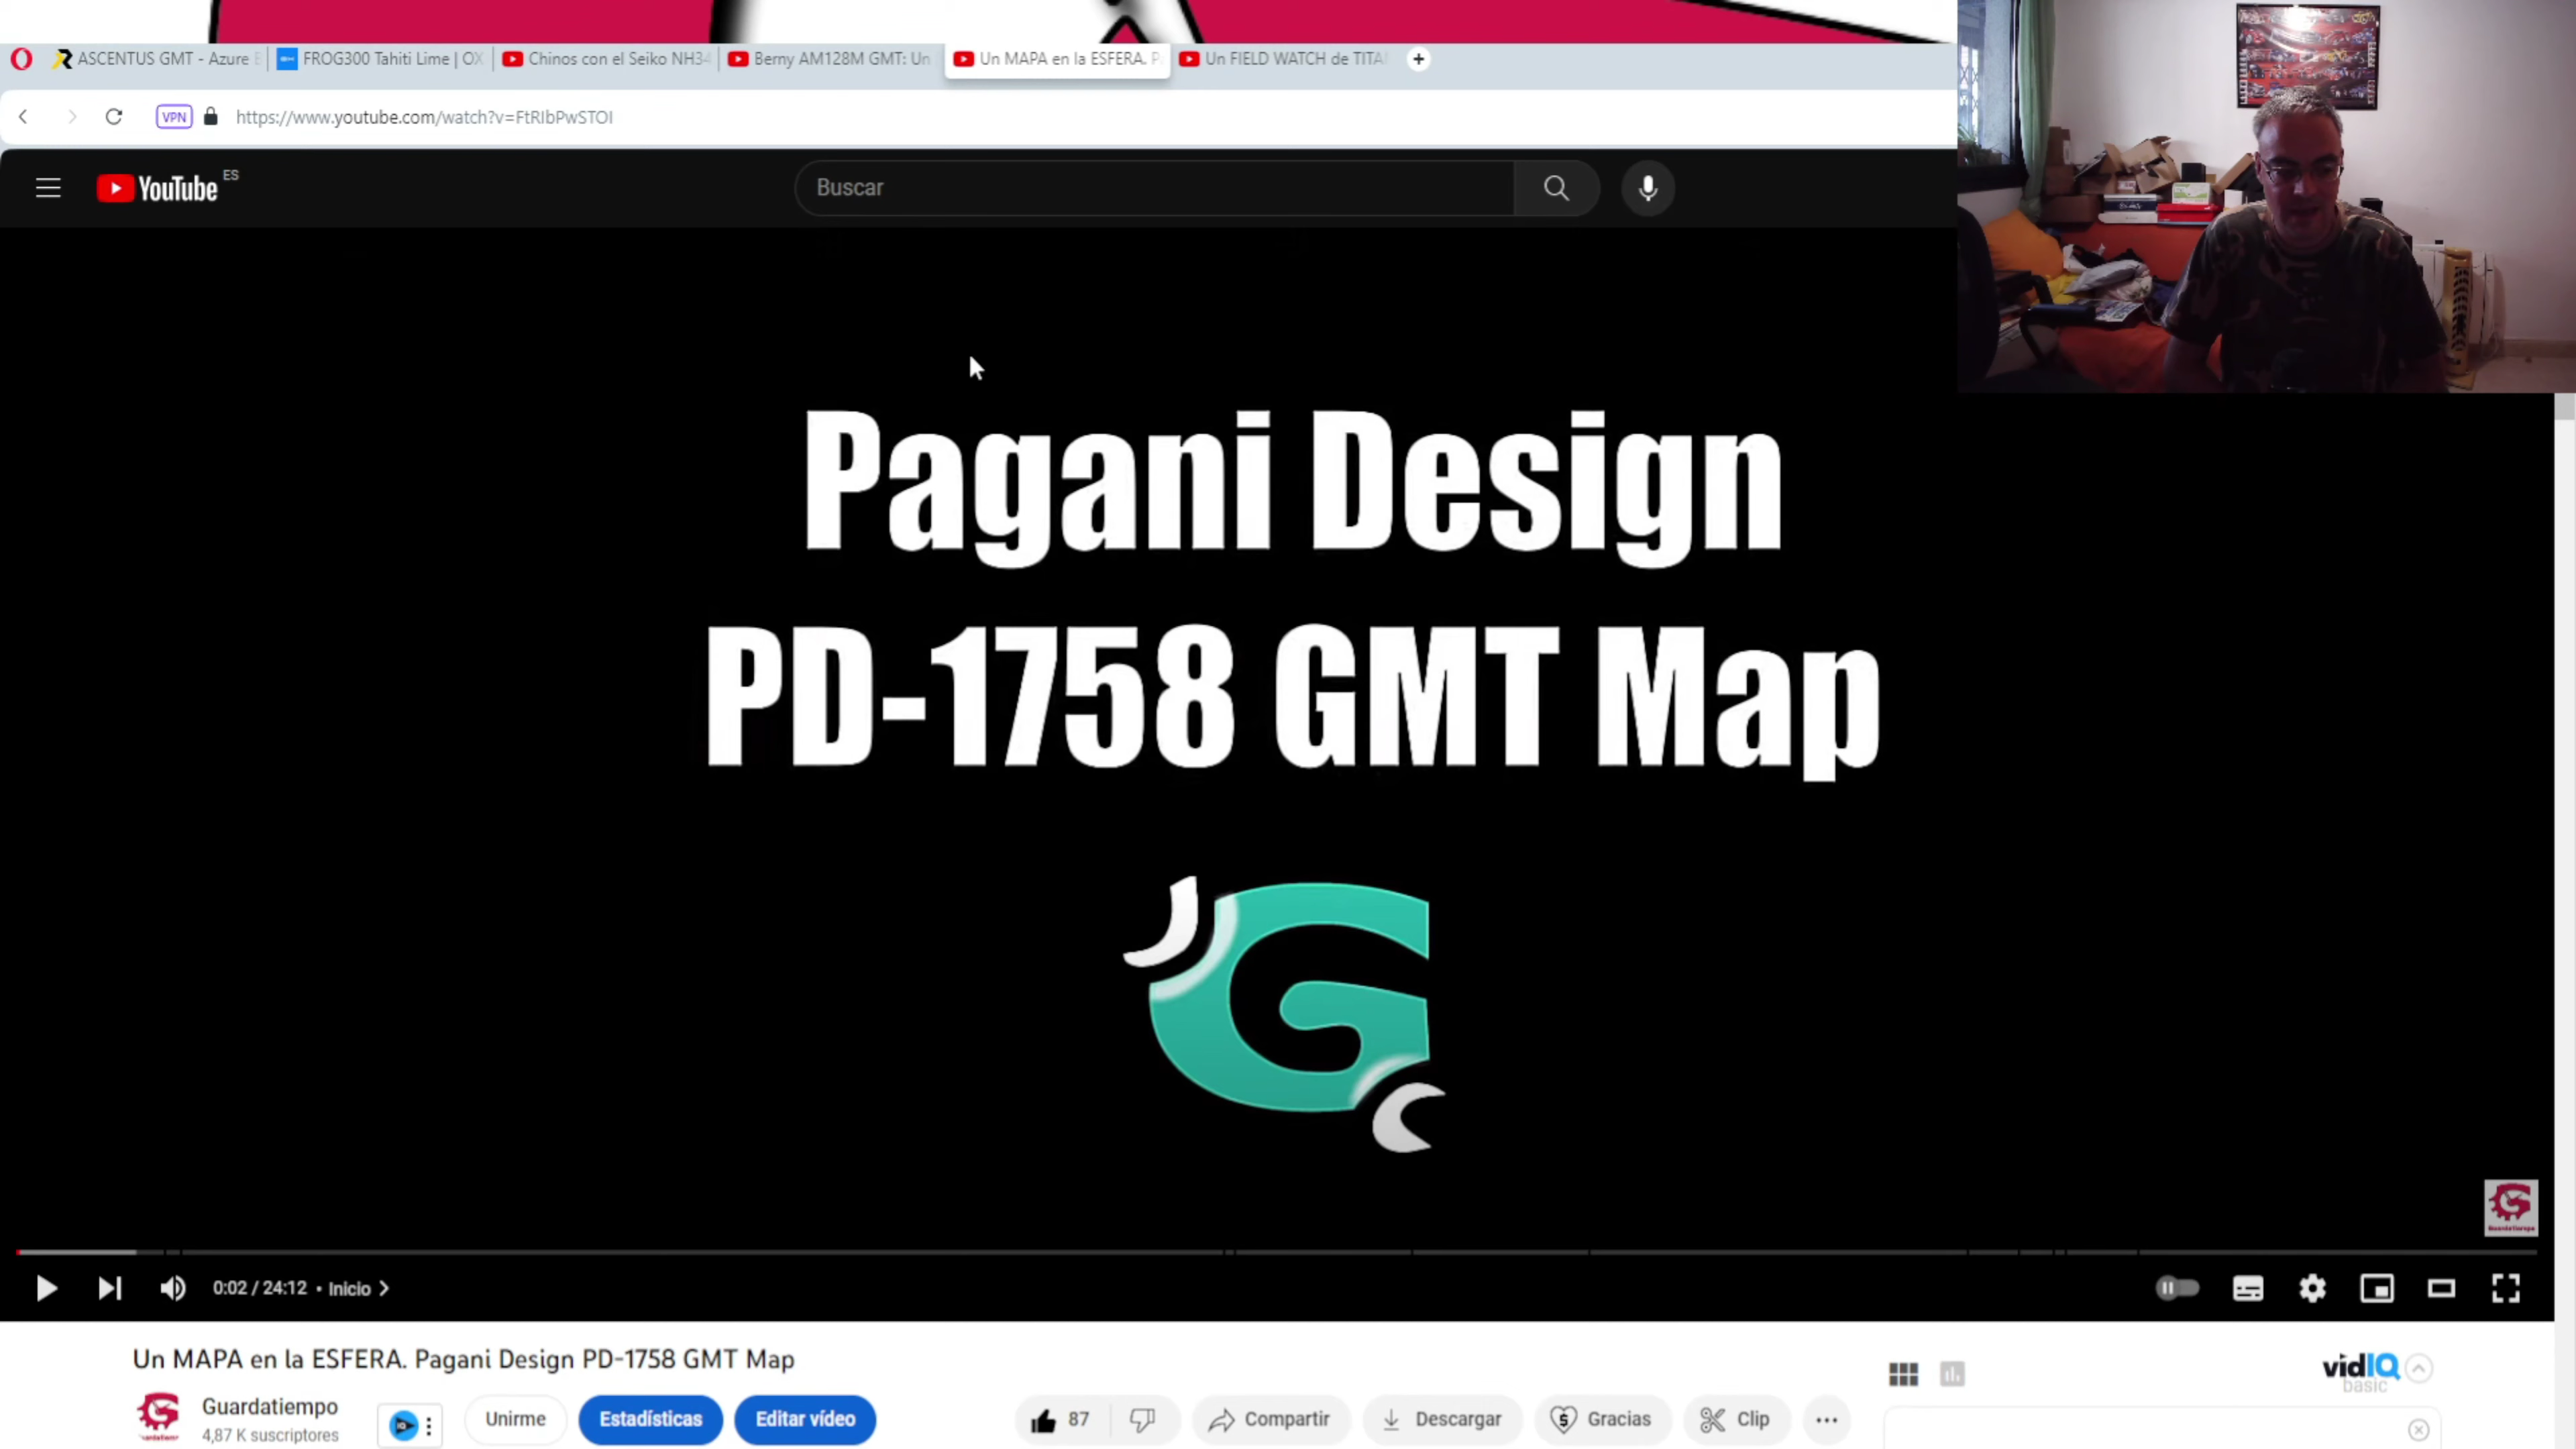 ASCENTUS GMT - Azure
FROG300 Tahiti Lime | OX
Chinos con el Seiko NH34
Berny AM128M GMT: Un
Un MAPA en la ESFERA. P
Un FIELD WATCH de TITA
VPN
https://www.youtube.com/watch?v=FtRIbPwSTOI
YouTube ES
Buscar
Pagani Design
PD-1758 GMT Map
G
Guardatiempo
0:02 / 24:12 • Inicio
Un MAPA en la ESFERA. Pagani Design PD-1758 GMT Map
vidIQ
basic
Guardatiempo
4,87 K suscriptores
Unirme
Estadísticas
Editar vídeo
87
Compartir
Descargar
Gracias
Clip